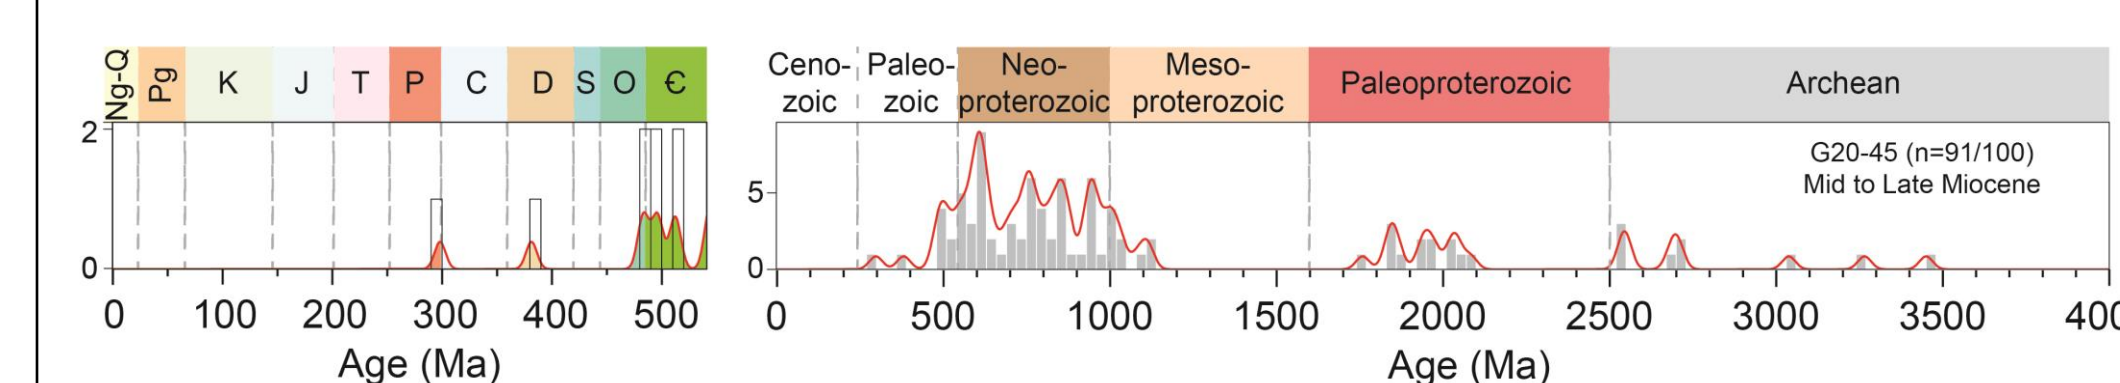 Ng-Q Pg K J T P C D S O Є
2
0
0 100 200 300 400 500
Age (Ma)
Ceno-
zoic
Paleo-
zoic
Neo-
proterozoic
Meso-
proterozoic
Paleoproterozoic
Archean
G20-45 (n=91/100)
Mid to Late Miocene
5
0
0 500 1000 1500 2000 2500 3000 3500
Age (Ma)